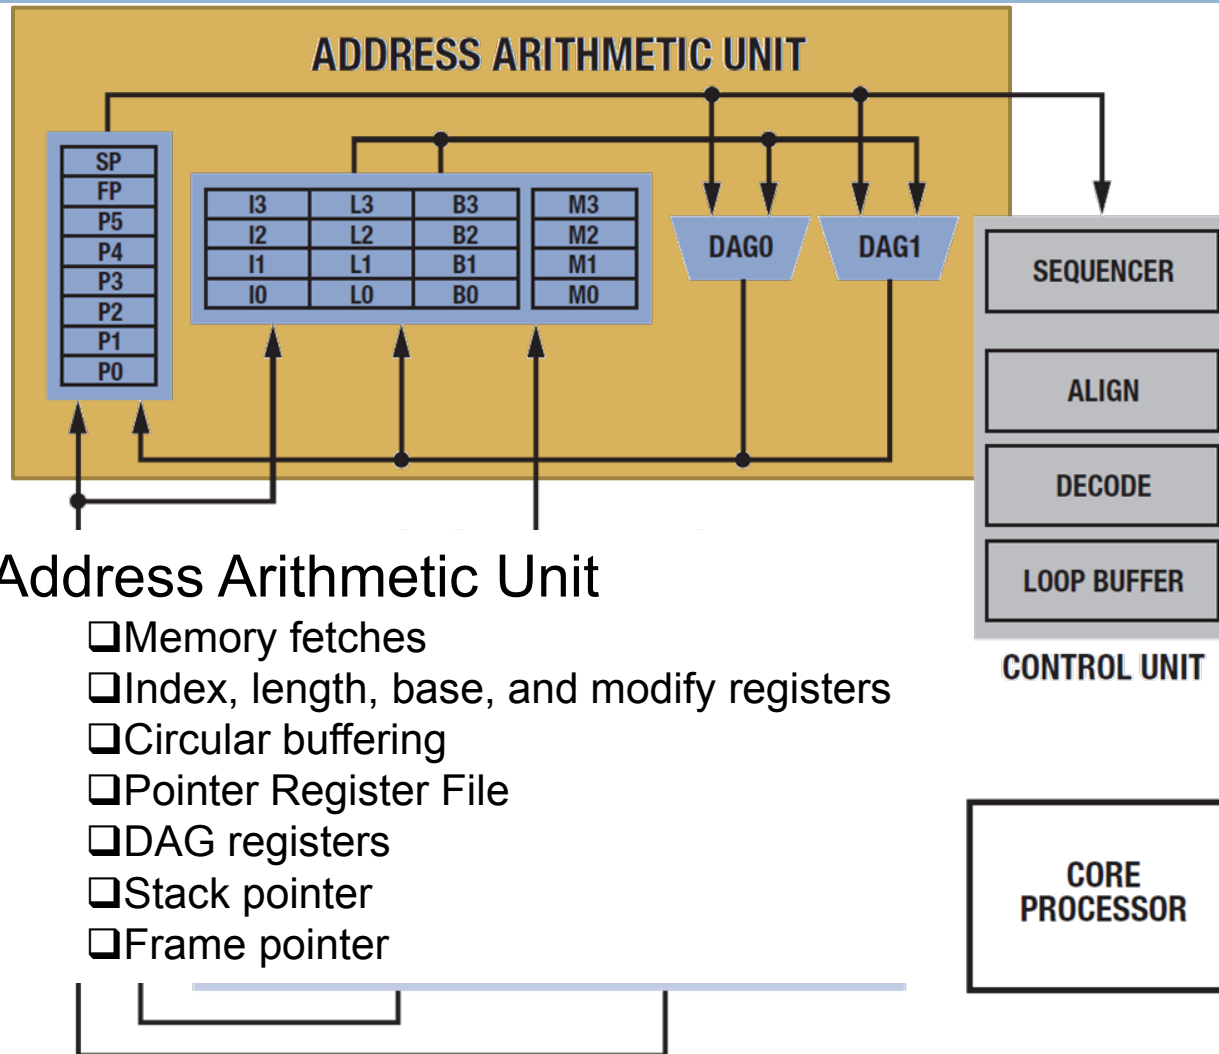 ADDRESS ARITHMETIC UNIT
SP
FP
P5
P4
P3
P2
P1
P0
I3 L3 B3 M3
I2 L2 B2 M2
I1 L1 B1 M1
I0 L0 B0 M0
DAG0 DAG1
SEQUENCER
ALIGN
DECODE
LOOP BUFFER
CONTROL UNIT
Address Arithmetic Unit
❑Memory fetches
❑Index, length, base, and modify registers
❑Circular buffering
❑Pointer Register File
❑DAG registers
❑Stack pointer
❑Frame pointer
CORE
PROCESSOR